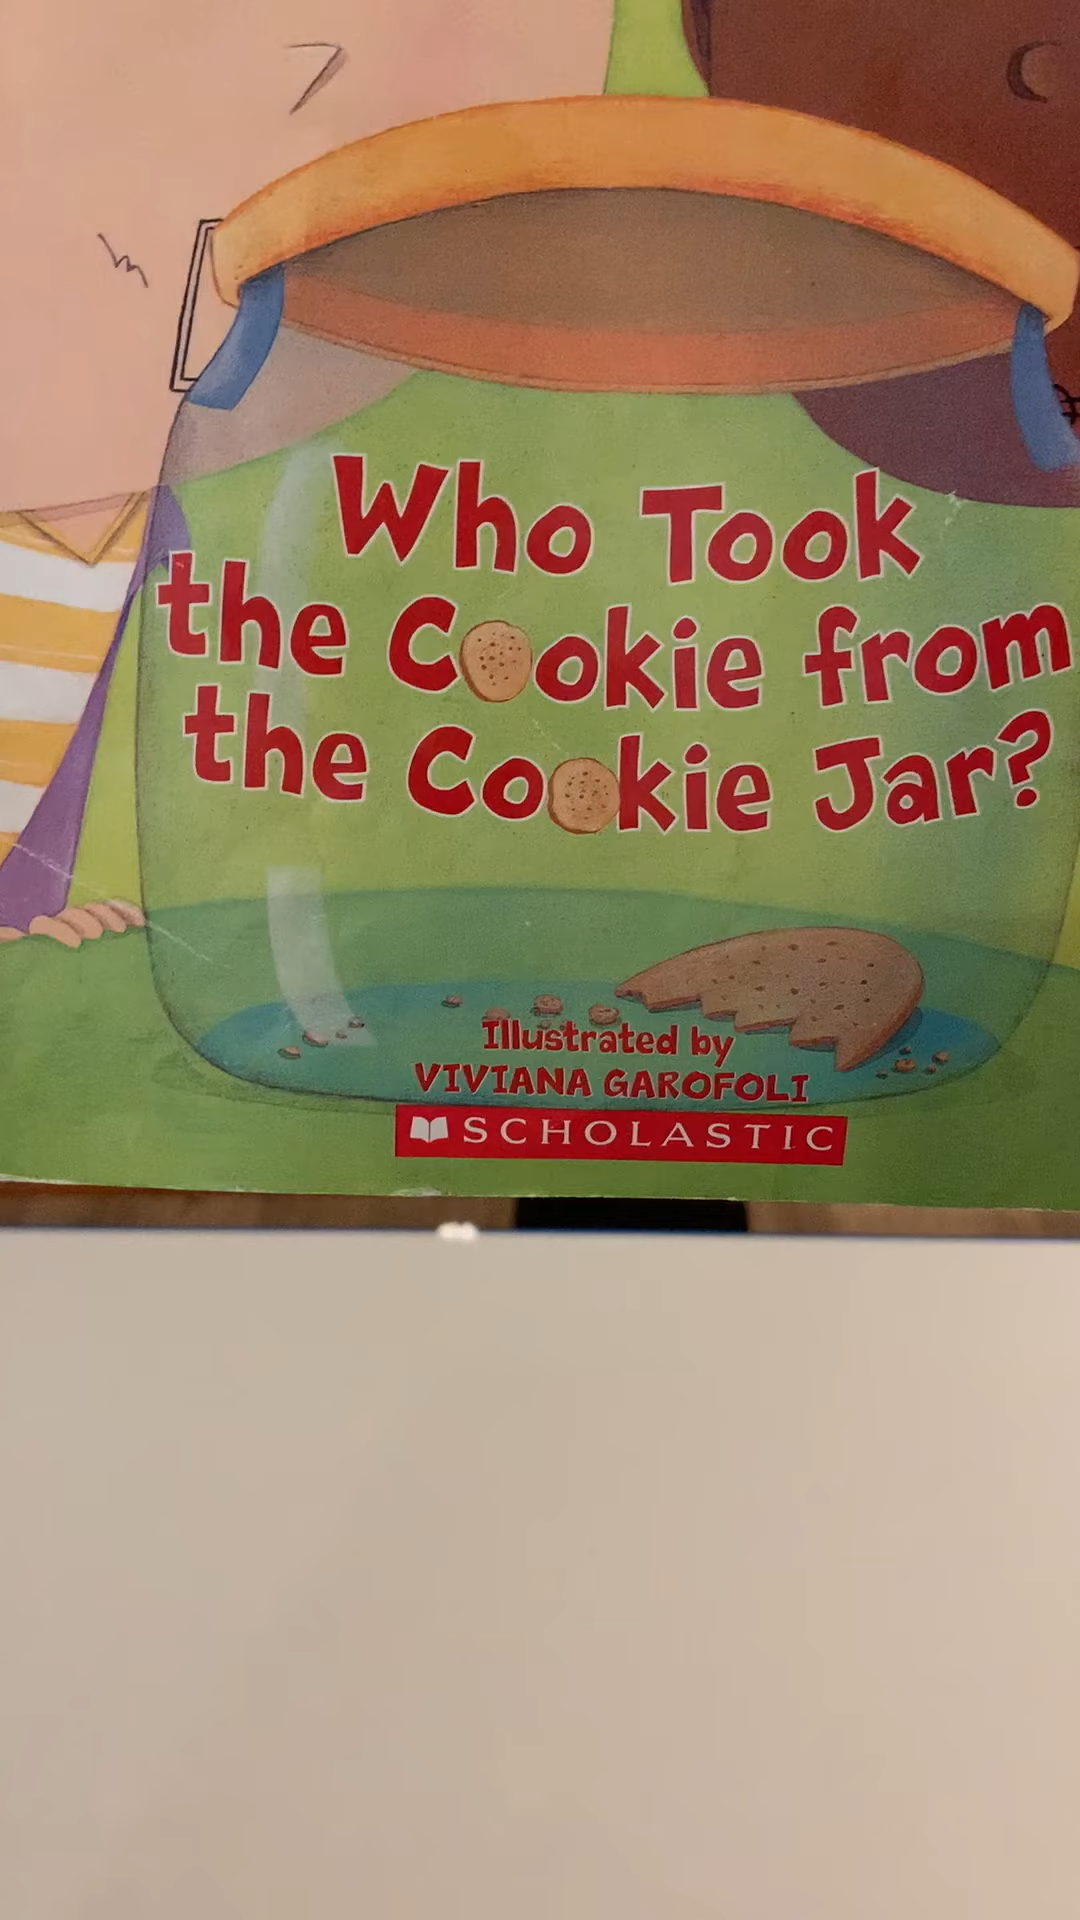 Who Took
the Cookie from
the Cookie Jar?
Illustrated by
VIVIANA GAROFOLI
SCHOLASTIC